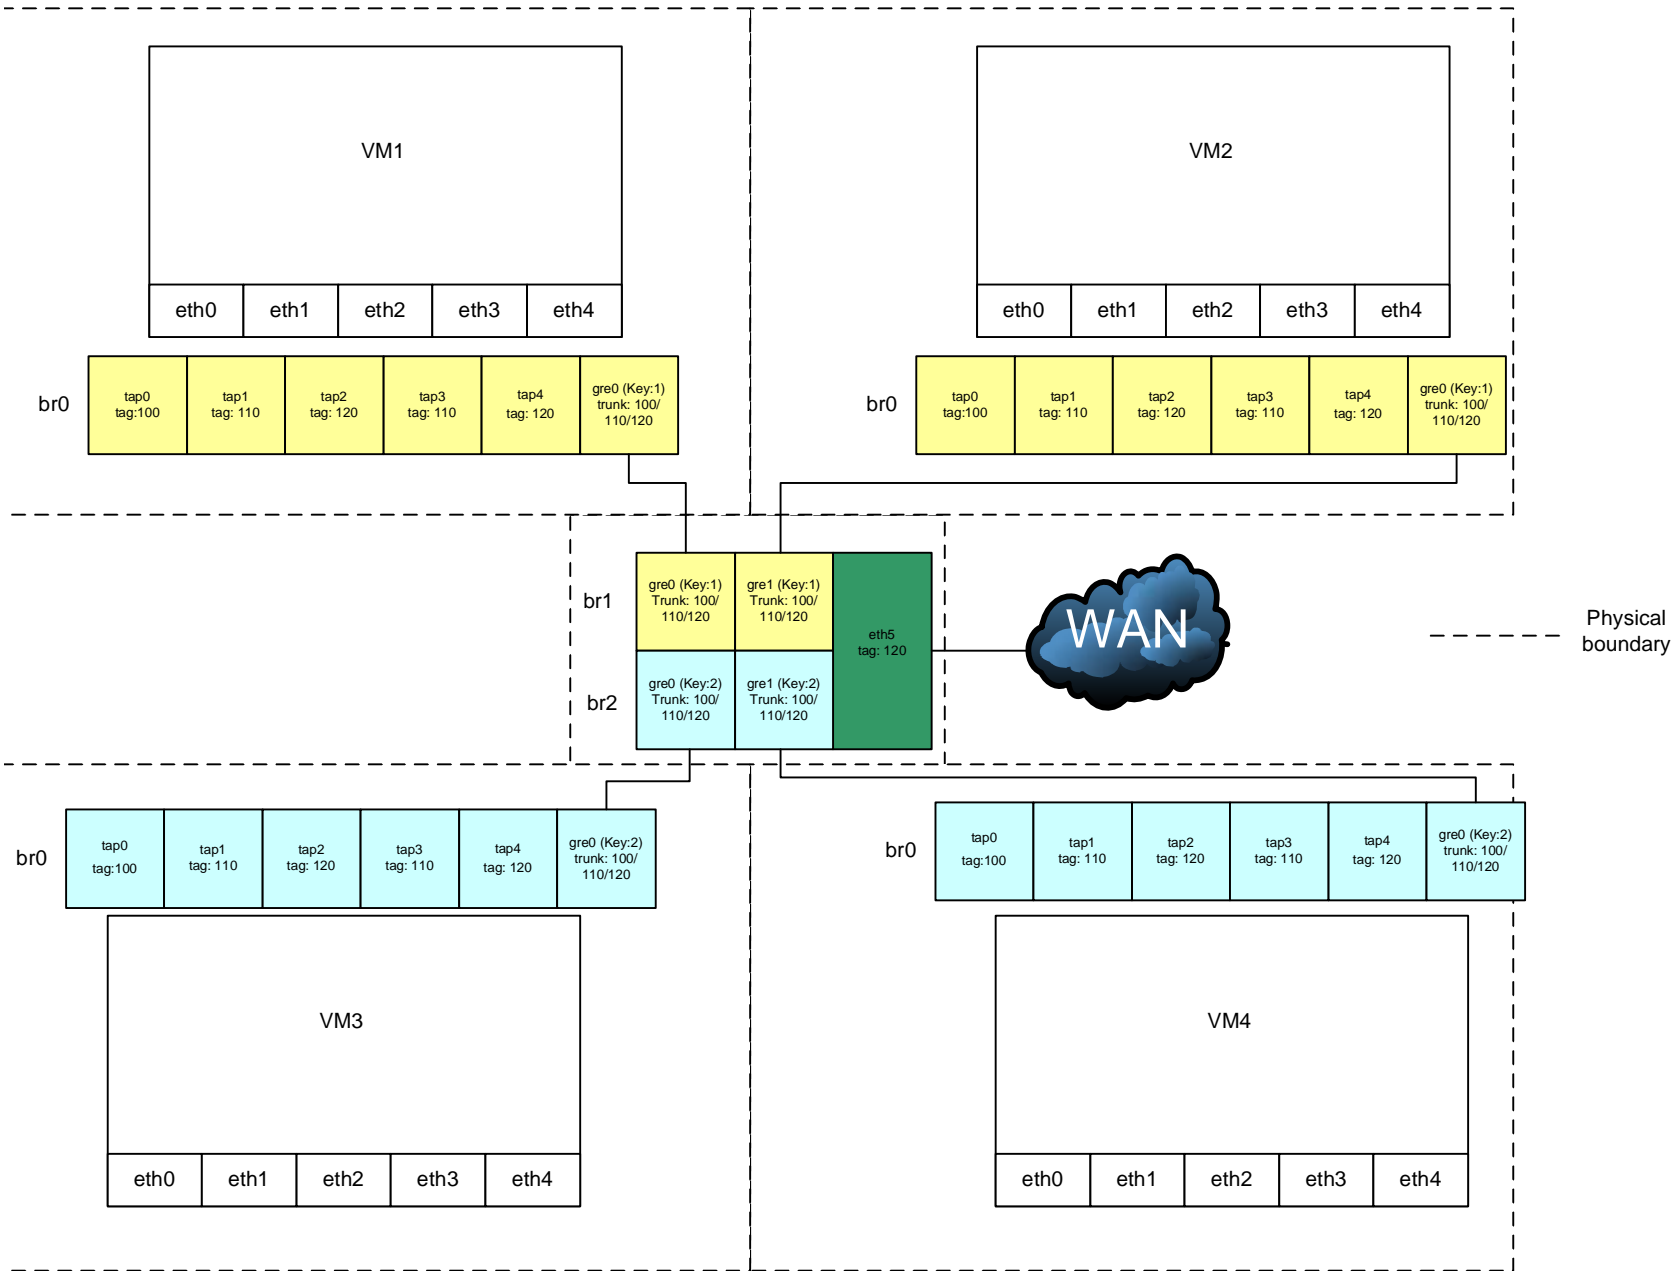 VM1
eth0
eth1
eth2
eth3
eth4
br0
tap0
tag:100
tap1
tag: 110
tap2
tag: 120
tap3
tag: 110
tap4
tag: 120
gre0 (Key:1)
trunk: 100/
110/120
VM2
eth0
eth1
eth2
eth3
eth4
br0
tap0
tag:100
tap1
tag: 110
tap2
tag: 120
tap3
tag: 110
tap4
tag: 120
gre0 (Key:1)
trunk: 100/
110/120
br1
gre0 (Key:1)
Trunk: 100/
110/120
gre1 (Key:1)
Trunk: 100/
110/120
eth5
tag: 120
br2
gre0 (Key:2)
Trunk: 100/
110/120
gre1 (Key:2)
Trunk: 100/
110/120
WAN
Physical
boundary
br0
tap0
tag:100
tap1
tag: 110
tap2
tag: 120
tap3
tag: 110
tap4
tag: 120
gre0 (Key:2)
trunk: 100/
110/120
VM3
eth0
eth1
eth2
eth3
eth4
br0
tap0
tag:100
tap1
tag: 110
tap2
tag: 120
tap3
tag: 110
tap4
tag: 120
gre0 (Key:2)
trunk: 100/
110/120
VM4
eth0
eth1
eth2
eth3
eth4